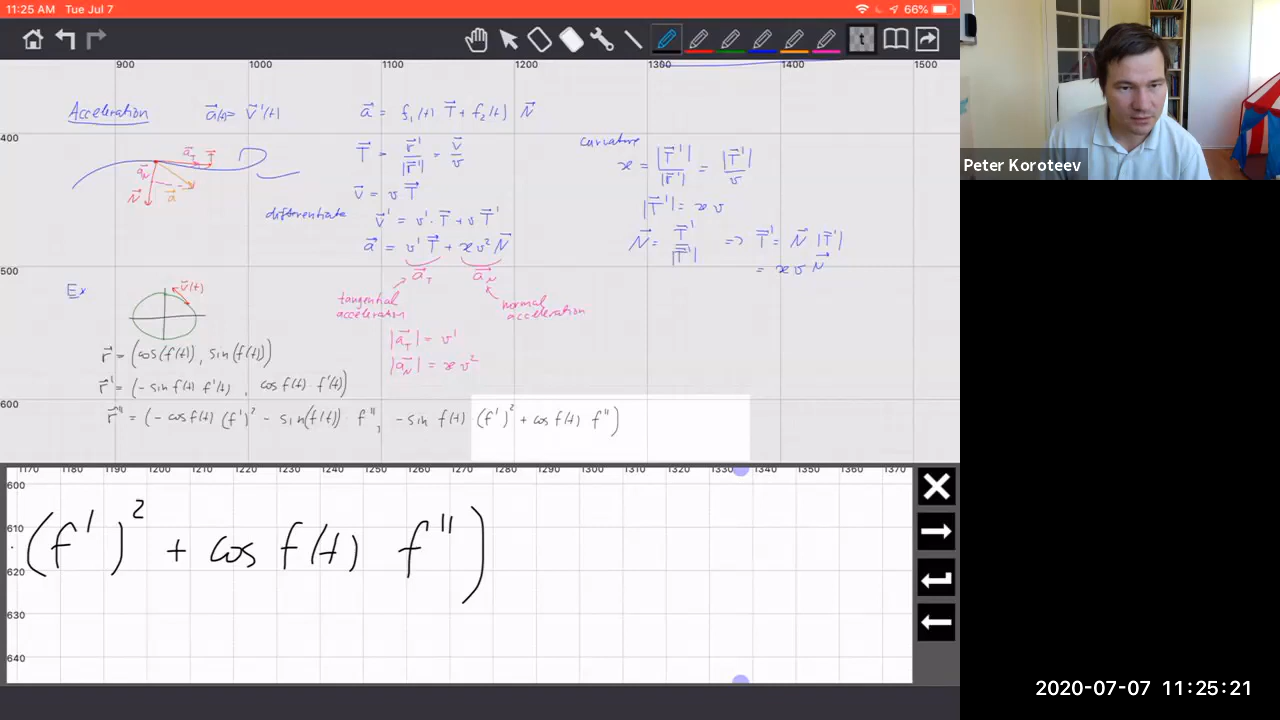 11:25 AM Tue Jul 7
66%
t
900 1000 1100 1200 1300 1400 1500
400
500
600
Acceleration
a⃗(t) = v⃗'(t)
a⃗ = f₁(t) T⃗ + f₂(t) N⃗
a⃗_T T⃗
a⃗_N
N⃗ a⃗
T⃗ = r⃗'/|r⃗'| = v⃗/v
v⃗ = v T⃗
differentiate v⃗' = v'·T⃗ + v T⃗'
a⃗ = v' T⃗ + ϰ v² N⃗
a⃗_T a⃗_N
tangential acceleration
normal acceleration
|a⃗_T| = v'
|a⃗_N| = ϰ v²
curvature
ϰ = |T⃗'|/|r⃗'| = |T⃗'|/v
|T⃗'| = ϰ v
N⃗ = T⃗'/|T⃗'| => T⃗' = N⃗ |T⃗'|
= ϰ v N⃗
Ex
v⃗(t)
r⃗ = (cos(f(t)), sin(f(t)))
r⃗' = (- sin f(t) f'(t), cos f(t) · f'(t))
r⃗'' = (- cos f(t) (f')² - sin(f(t)) · f'', - sin f(t) (f')² + cos f(t) f'')
1170 1180 1190 1200 1210 1220 1230 1240 1250 1260 1270 1280 1290 1300 1310 1320 1330 1340 1350 1360 1370
600
610
620
630
640
(f')² + cos f(t) f'')
Peter Koroteev
2020-07-07 11:25:21